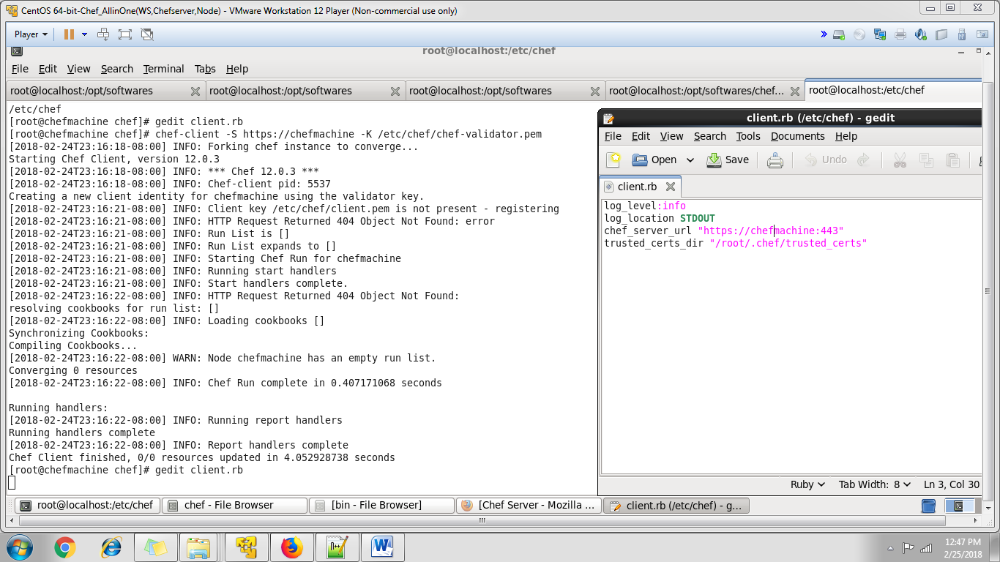 CentOS 64-bit-Chef_AllinOne(WS,Chefserver,Node) - VMware Workstation 12 Player (Non-commercial use only)
Player
root@localhost:/etc/chef
File Edit View Search Terminal Tabs Help
root@localhost:/opt/softwares root@localhost:/opt/softwares root@localhost:/opt/softwares root@localhost:/opt/softwares/chef... root@localhost:/etc/chef
/etc/chef
[root@chefmachine chef]# gedit client.rb
[root@chefmachine chef]# chef-client -S https://chefmachine -K /etc/chef/chef-validator.pem
[2018-02-24T23:16:18-08:00] INFO: Forking chef instance to converge...
Starting Chef Client, version 12.0.3
[2018-02-24T23:16:18-08:00] INFO: *** Chef 12.0.3 ***
[2018-02-24T23:16:18-08:00] INFO: Chef-client pid: 5537
Creating a new client identity for chefmachine using the validator key.
[2018-02-24T23:16:21-08:00] INFO: Client key /etc/chef/client.pem is not present - registering
[2018-02-24T23:16:21-08:00] INFO: HTTP Request Returned 404 Object Not Found: error
[2018-02-24T23:16:21-08:00] INFO: Run List is []
[2018-02-24T23:16:21-08:00] INFO: Run List expands to []
[2018-02-24T23:16:21-08:00] INFO: Starting Chef Run for chefmachine
[2018-02-24T23:16:21-08:00] INFO: Running start handlers
[2018-02-24T23:16:21-08:00] INFO: Start handlers complete.
[2018-02-24T23:16:22-08:00] INFO: HTTP Request Returned 404 Object Not Found:
resolving cookbooks for run list: []
[2018-02-24T23:16:22-08:00] INFO: Loading cookbooks []
Synchronizing Cookbooks:
Compiling Cookbooks...
[2018-02-24T23:16:22-08:00] WARN: Node chefmachine has an empty run list.
Converging 0 resources
[2018-02-24T23:16:22-08:00] INFO: Chef Run complete in 0.407171068 seconds
Running handlers:
[2018-02-24T23:16:22-08:00] INFO: Running report handlers
Running handlers complete
[2018-02-24T23:16:22-08:00] INFO: Report handlers complete
Chef Client finished, 0/0 resources updated in 4.052928738 seconds
[root@chefmachine chef]# gedit client.rb
client.rb (/etc/chef) - gedit
File Edit View Search Tools Documents Help
Open Save Undo
client.rb
log_level:info
log_location STDOUT
chef_server_url "https://chefmachine:443"
trusted_certs_dir "/root/.chef/trusted_certs"
Ruby Tab Width: 8 Ln 3, Col 30
root@localhost:/etc/chef chef - File Browser [bin - File Browser] [Chef Server - Mozilla ... client.rb (/etc/chef) - g...
12:47 PM
2/25/2018